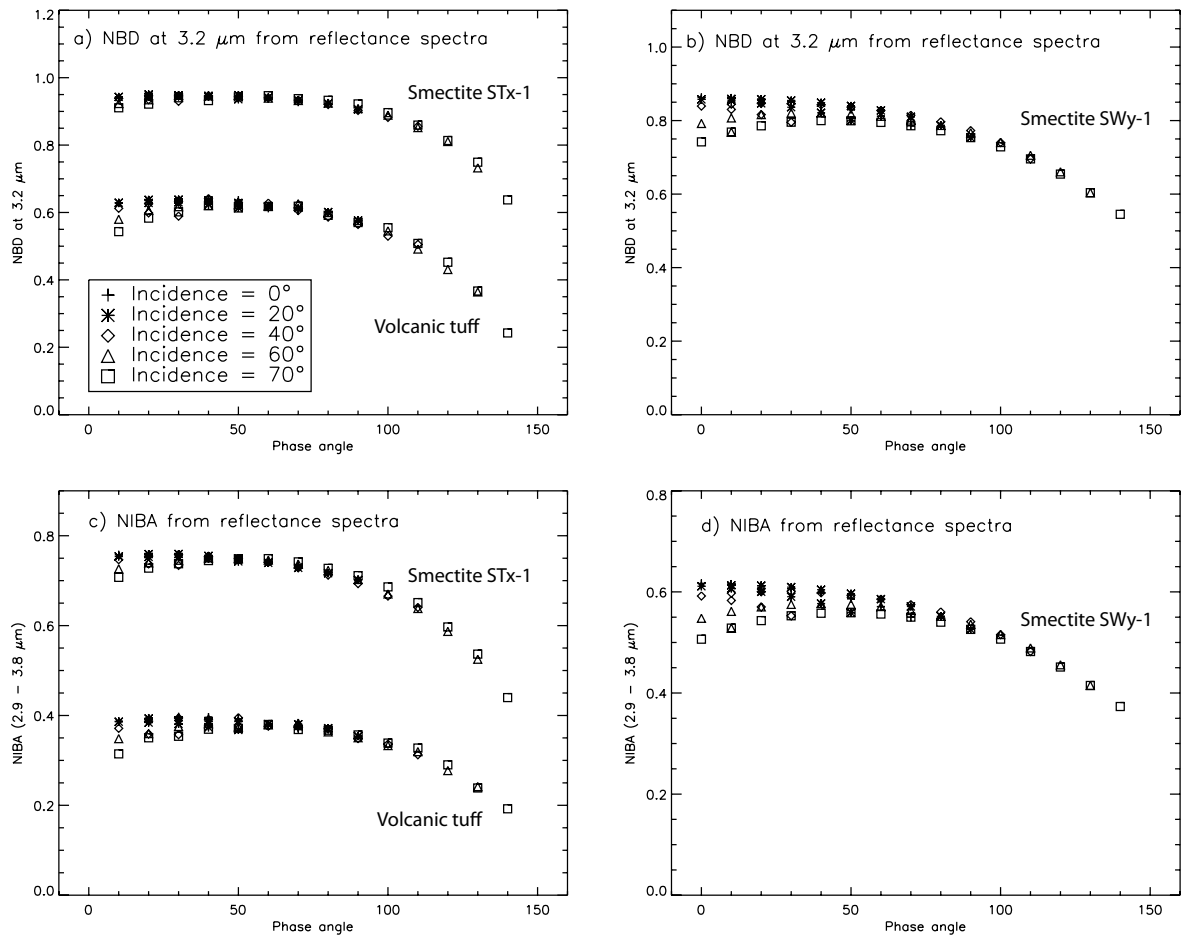 a) NBD at 3.2 μm from reflectance spectra
Smectite STx-1
Volcanic tuff
Incidence = 0°
Incidence = 20°
Incidence = 40°
Incidence = 60°
Incidence = 70°
NBD at 3.2 μm
1.2
1.0
0.8
0.6
0.4
0.2
0.0
0 50 100 150
Phase angle
b) NBD at 3.2 μm from reflectance spectra
Smectite SWy-1
NBD at 3.2 μm
1.0
0.8
0.6
0.4
0.2
0.0
0 50 100 150
Phase angle
c) NIBA from reflectance spectra
Smectite STx-1
Volcanic tuff
NIBA (2.9 – 3.8 μm)
0.8
0.6
0.4
0.2
0.0
0 50 100 150
Phase angle
d) NIBA from reflectance spectra
Smectite SWy-1
NIBA (2.9 – 3.8 μm)
0.8
0.6
0.4
0.2
0.0
0 50 100 150
Phase angle